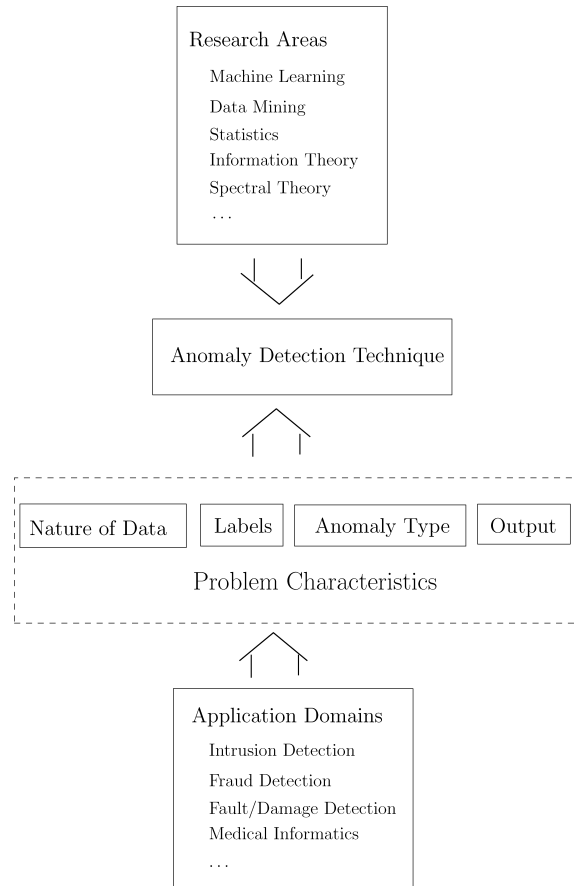 Research Areas
Machine Learning
Data Mining
Statistics
Information Theory
Spectral Theory
...
Anomaly Detection Technique
Nature of Data Labels Anomaly Type Output
Problem Characteristics
Application Domains
Intrusion Detection
Fraud Detection
Fault/Damage Detection
Medical Informatics
...